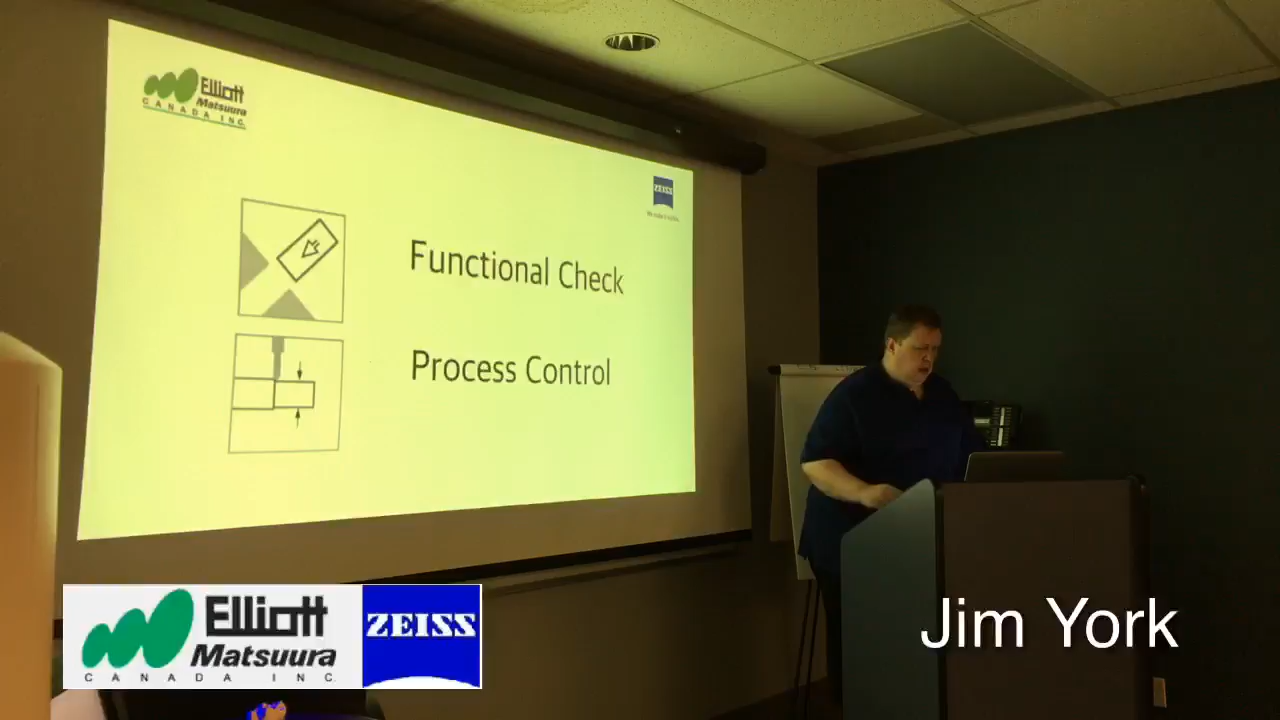 Elliott
Matsuura
CANADA INC.
ZEISS
Functional Check
Process Control
Elliott
Matsuura
CANADA INC.
ZEISS
Jim York